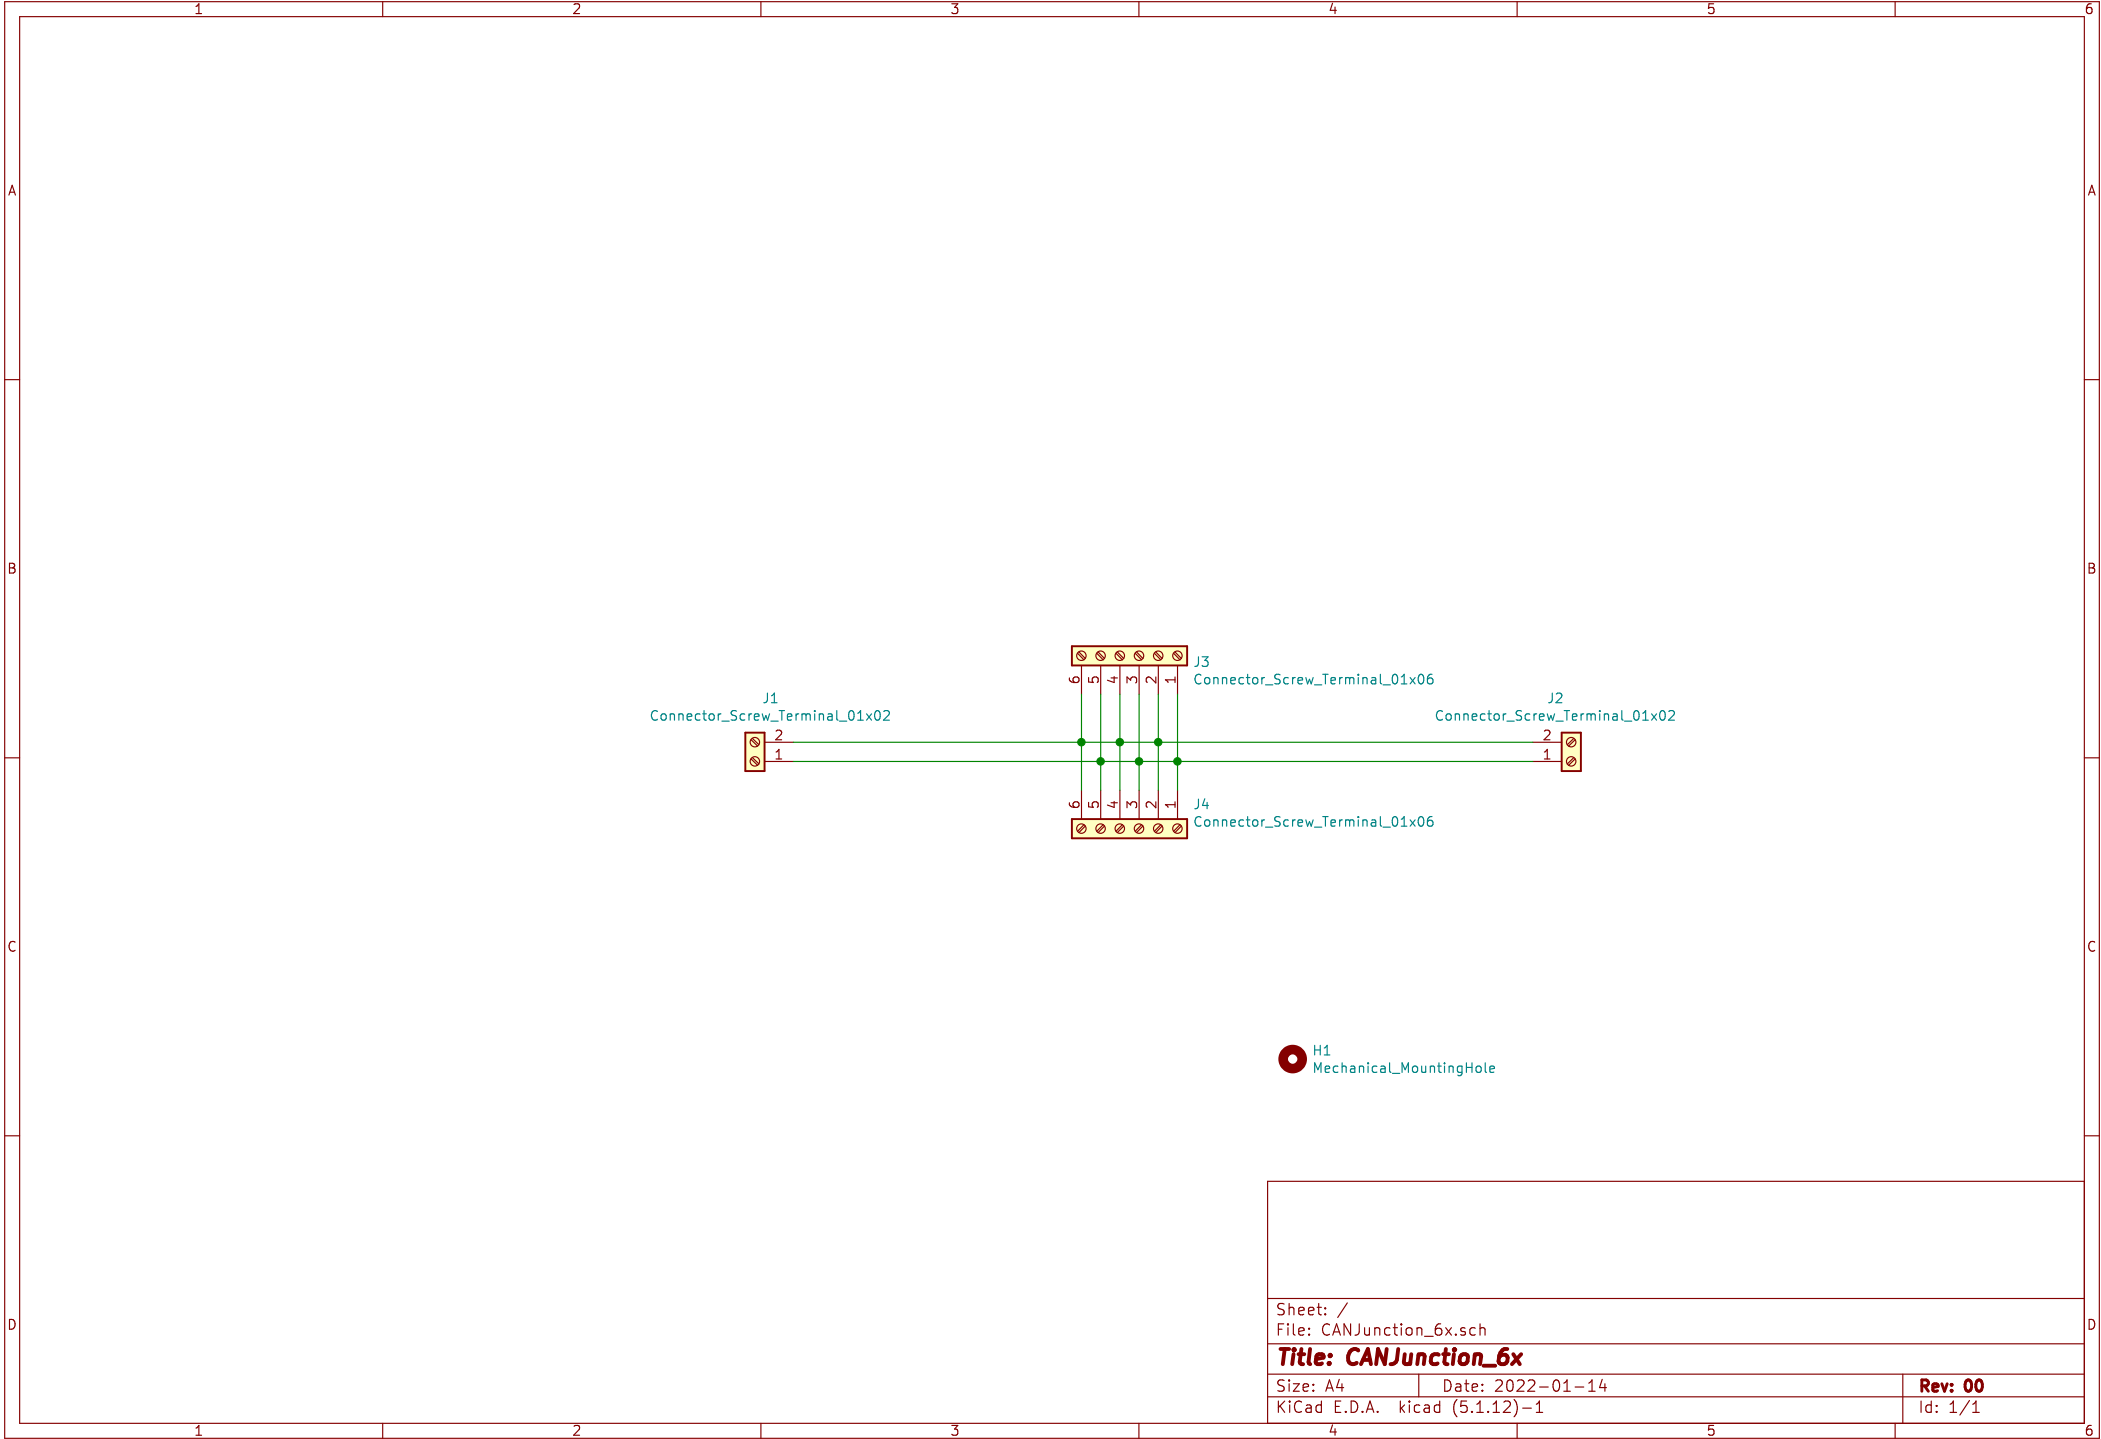 1 2 3 4 5 6
A A
B B
J3
Connector_Screw_Terminal_01x06
6 5 4 3 2 1
J1
Connector_Screw_Terminal_01x02
2
1
J2
Connector_Screw_Terminal_01x02
2
1
6 5 4 3 2 1
J4
Connector_Screw_Terminal_01x06
C C
H1
Mechanical_MountingHole
Sheet: /
File: CANJunction_6x.sch
Title: CANJunction_6x
Size: A4 Date: 2022-01-14 Rev: 00
KiCad E.D.A. kicad (5.1.12)-1 Id: 1/1
D D
1 2 3 4 5 6